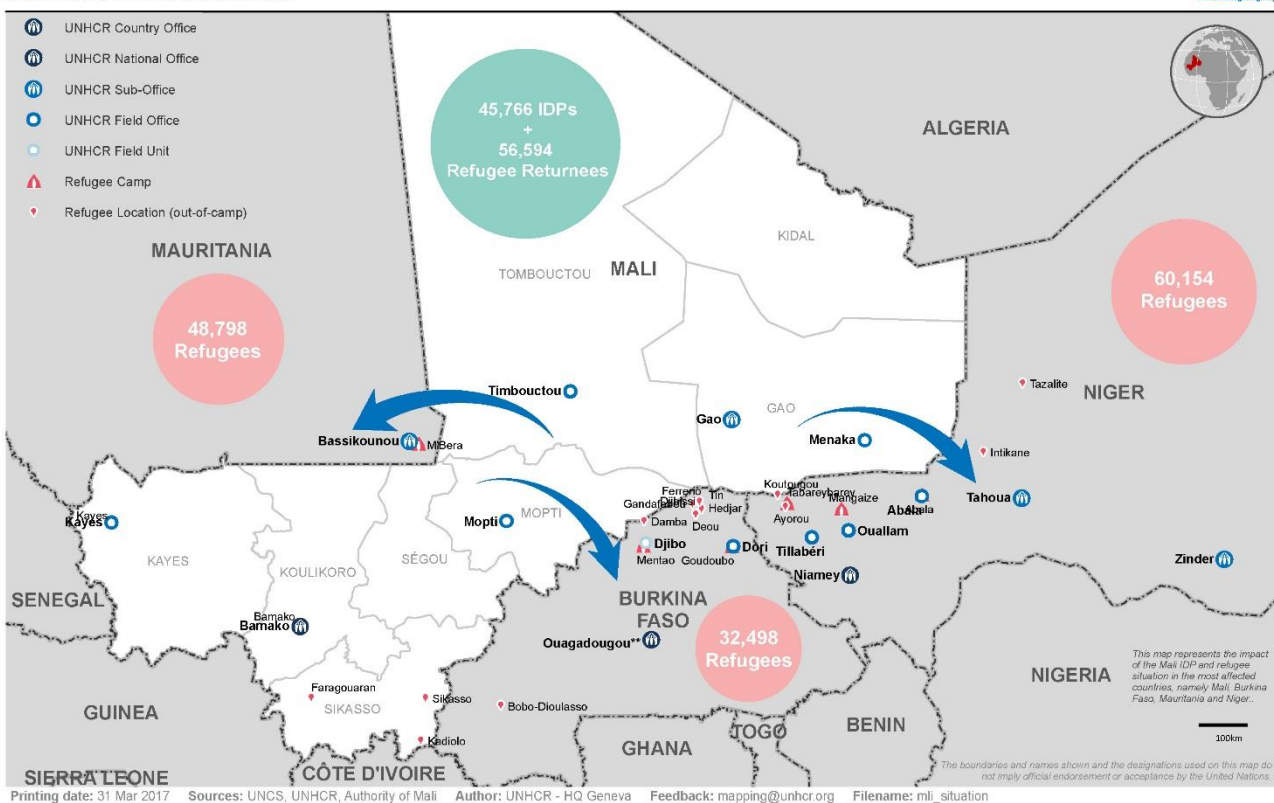 UNHCR Country Office
UNHCR National Office
UNHCR Sub-Office
UNHCR Field Office
UNHCR Field Unit
Refugee Camp
Refugee Location (out-of-camp)
45,766 IDPs
+
56,594
Refugee Returnees
ALGERIA
MAURITANIA
48,798
Refugees
TOMBOUCTOU
MALI
KIDAL
60,154
Refugees
NIGER
Tazalite
Timbouctou
Gao
GAO
Menaka
Bassikounou
M'Bera
Intikane
Tahoua
Kayes
Kayes
KAYES
KOULIKORO
SÉGOU
Mopti
MOPTI
Ferrerio
Gandafabou
Tin
Hedjar
Damba
Deou
Djibo
Mentao
Goudoubo
Dori
Koutougou
Tabareybarey
Ayorou
Mangaize
Abala
Abala
Ouallam
Tillabéri
Niamey
Zinder
SENEGAL
Bamako
Bamako
BURKINA
FASO
Ouagadougou**
32,498
Refugees
Faragouaran
SIKASSO
Sikasso
Kadiolo
Bobo-Dioulasso
GUINEA
SIERRA LEONE
CÔTE D'IVOIRE
GHANA
TOGO
BENIN
NIGERIA
This map represents the impact
of the Mali IDP and refugee
situation in the most affected
countries, namely Mali, Burkina
Faso, Mauritania and Niger..
100km
The boundaries and names shown and the designations used on this map do
not imply official endorsement or acceptance by the United Nations.
Printing date: 31 Mar 2017 Sources: UNCS, UNHCR, Authority of Mali Author: UNHCR - HQ Geneva Feedback: mapping@unhcr.org Filename: mli_situation